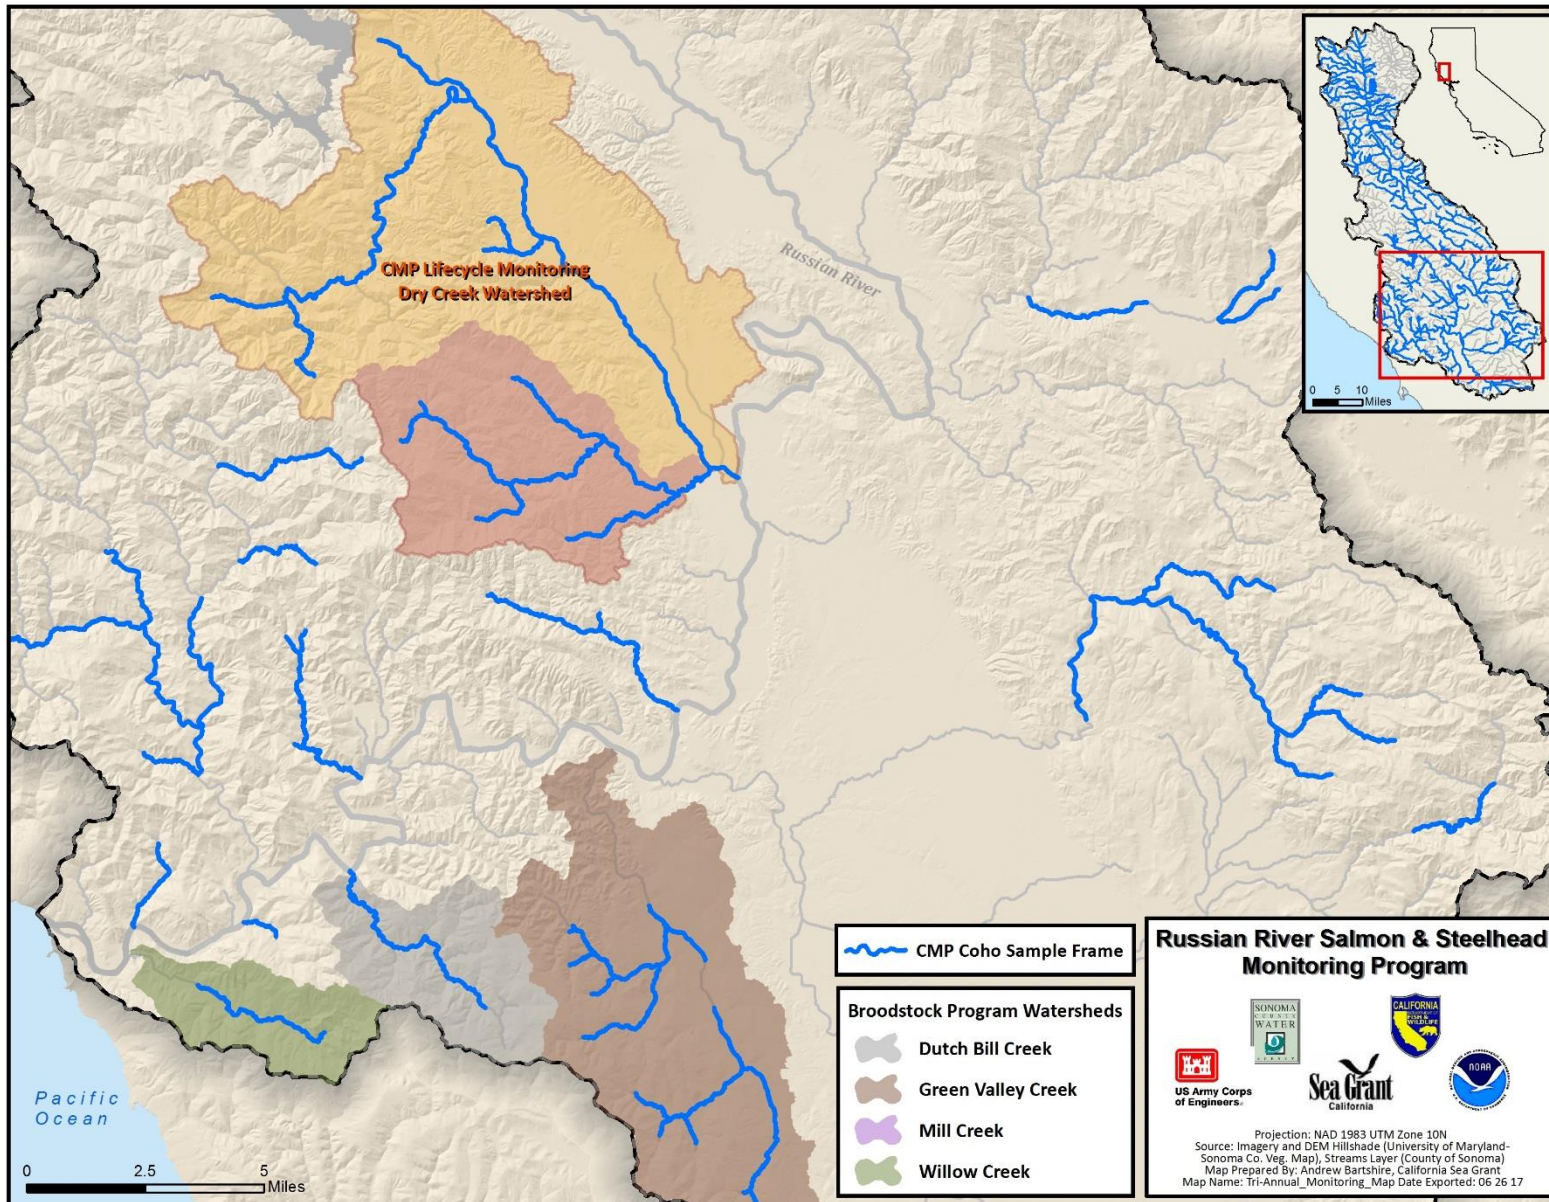 CMP Lifecycle Monitoring
Dry Creek Watershed
Russian River
0 5 10
Miles
Pacific
Ocean
0 2.5 5
Miles
CMP Coho Sample Frame
Broodstock Program Watersheds
Dutch Bill Creek
Green Valley Creek
Mill Creek
Willow Creek
Russian River Salmon & Steelhead
Monitoring Program
SONOMA
COUNTY
WATER
CALIFORNIA
FISH &
WILDLIFE
US Army Corps
of Engineers
Sea Grant
California
NOAA
Projection: NAD 1983 UTM Zone 10N
Source: Imagery and DEM Hillshade (University of Maryland-
Sonoma Co. Veg. Map), Streams Layer (County of Sonoma)
Map Prepared By: Andrew Bartshire, California Sea Grant
Map Name: Tri-Annual_Monitoring_Map Date Exported: 06 26 17